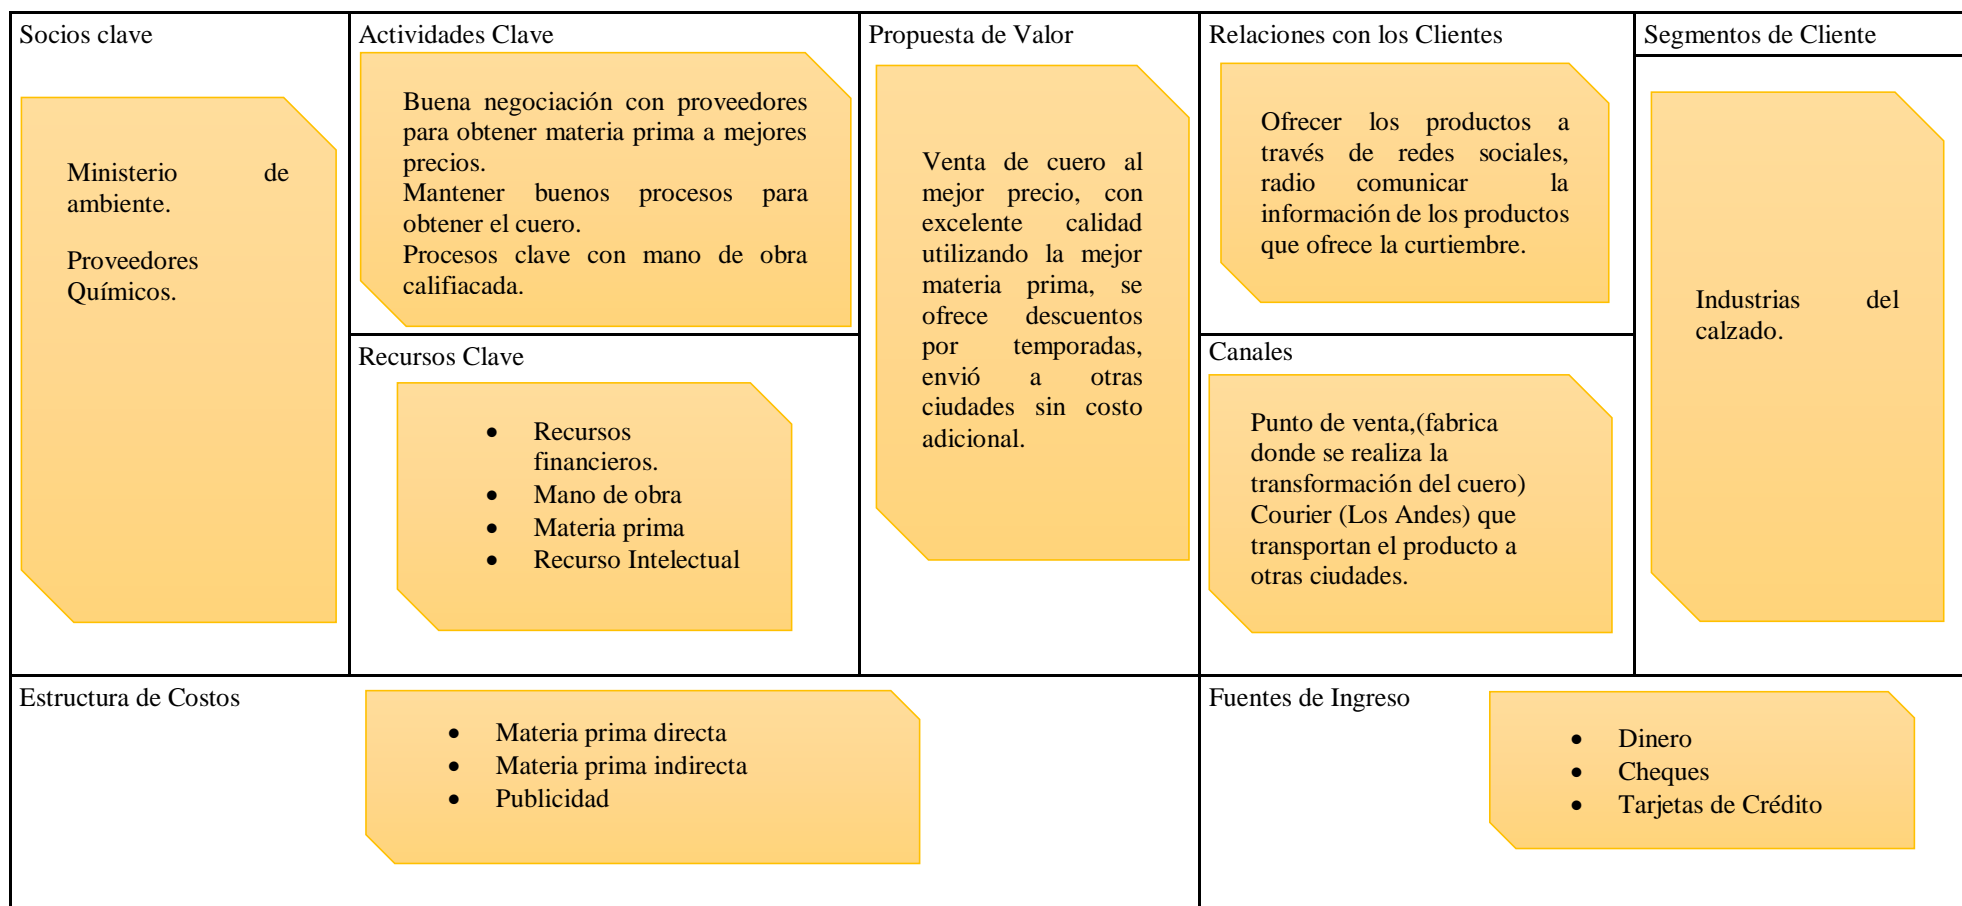 Socios clave
Ministerio de
ambiente.
Proveedores
Químicos.
Actividades Clave
Buena negociación con proveedores
para obtener materia prima a mejores
precios.
Mantener buenos procesos para
obtener el cuero.
Procesos clave con mano de obra
califiacada.
Recursos Clave
• Recursos
financieros.
• Mano de obra
• Materia prima
• Recurso Intelectual
Propuesta de Valor
Venta de cuero al
mejor precio, con
excelente calidad
utilizando la mejor
materia prima, se
ofrece descuentos
por temporadas,
envió a otras
ciudades sin costo
adicional.
Relaciones con los Clientes
Ofrecer los productos a
través de redes sociales,
radio comunicar la
información de los productos
que ofrece la curtiembre.
Canales
Punto de venta,(fabrica
donde se realiza la
transformación del cuero)
Courier (Los Andes) que
transportan el producto a
otras ciudades.
Segmentos de Cliente
Industrias del
calzado.
Estructura de Costos
• Materia prima directa
• Materia prima indirecta
• Publicidad
Fuentes de Ingreso
• Dinero
• Cheques
• Tarjetas de Crédito